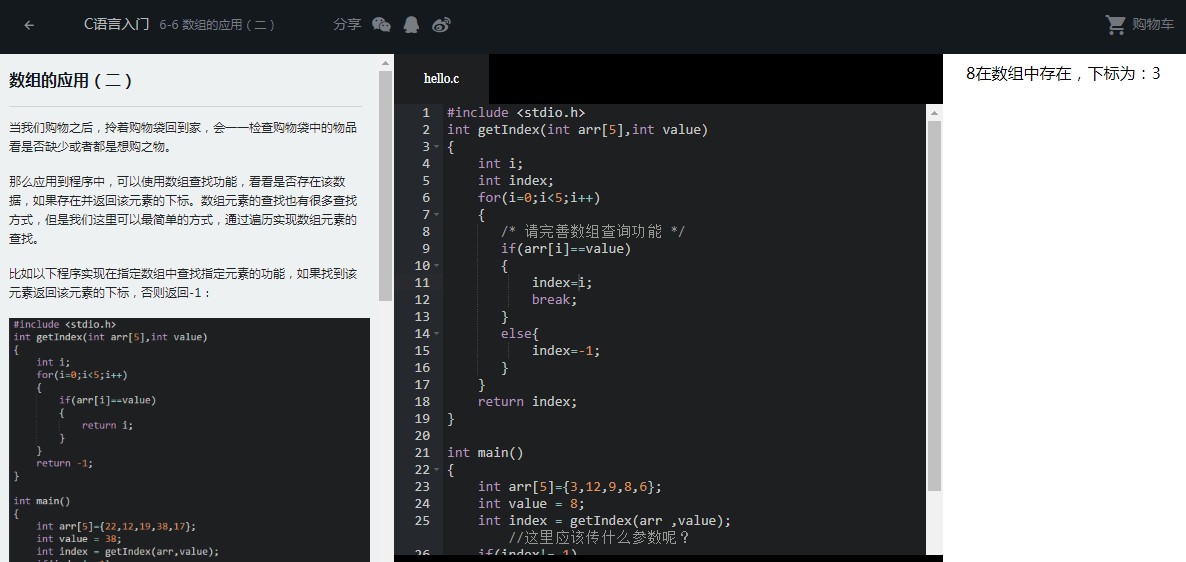 C语言入门 6-6 数组的应用（二） 分享 购物车
数组的应用（二）
当我们购物之后，拎着购物袋回到家，会一一检查购物袋中的物品
看是否缺少或者都是想购之物。
那么应用到程序中，可以使用数组查找功能，看看是否存在该数
据，如果存在并返回该元素的下标。数组元素的查找也有很多查找
方式，但是我们这里可以最简单的方式，通过遍历实现数组元素的
查找。
比如以下程序实现在指定数组中查找指定元素的功能，如果找到该
元素返回该元素的下标，否则返回-1：
#include <stdio.h>
int getIndex(int arr[5],int value)
{
int i;
for(i=0;i<5;i++)
{
if(arr[i]==value)
{
return i;
}
}
return -1;
}
int main()
{
int arr[5]={22,12,19,38,17};
int value = 38;
int index = getIndex(arr,value);
hello.c
1 #include <stdio.h>
2 int getIndex(int arr[5],int value)
3 {
4 int i;
5 int index;
6 for(i=0;i<5;i++)
7 {
8 /* 请完善数组查询功能 */
9 if(arr[i]==value)
10 {
11 index=i;
12 break;
13 }
14 else{
15 index=-1;
16 }
17 }
18 return index;
19 }
20
21 int main()
22 {
23 int arr[5]={3,12,9,8,6};
24 int value = 8;
25 int index = getIndex(arr ,value);
//这里应该传什么参数呢？
26 if(index!=-1)
8在数组中存在，下标为：3